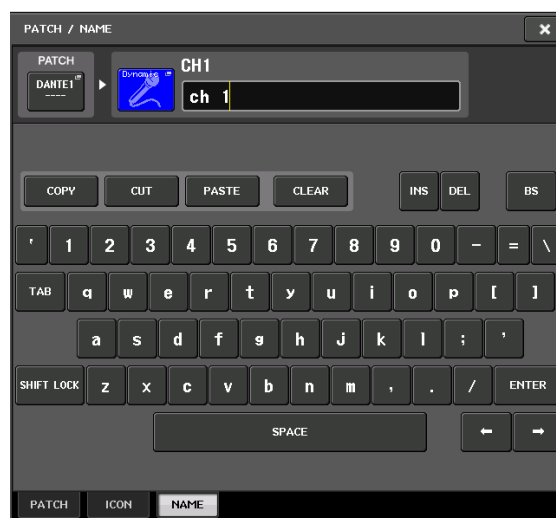 PATCH / NAME
PATCH
DANTE1
----
Dynamic
CH1
ch 1
COPY CUT PASTE CLEAR INS DEL BS
' 1 2 3 4 5 6 7 8 9 0 - = \
TAB q w e r t y u i o p [ ]
a s d f g h j k l ; '
SHIFT LOCK z x c v b n m , . / ENTER
SPACE ← →
PATCH ICON NAME